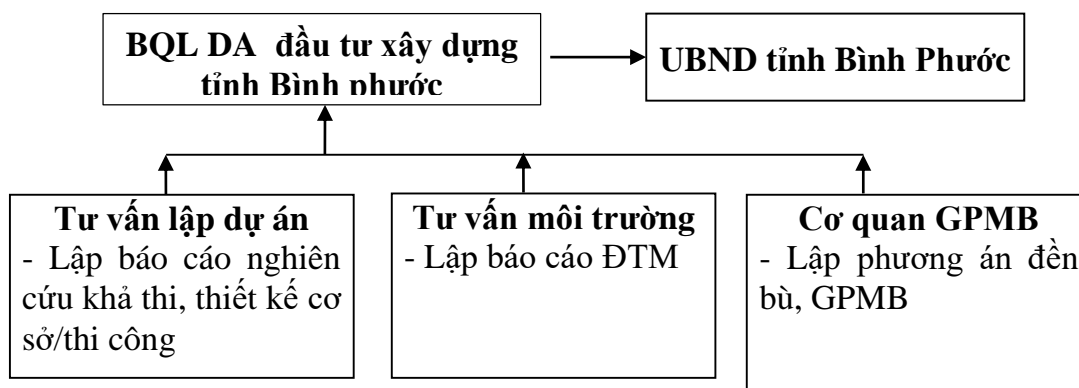 BQL DA đầu tư xây dựng
tỉnh Bình phước
UBND tỉnh Bình Phước
Tư vấn lập dự án
- Lập báo cáo nghiên
cứu khả thi, thiết kế cơ
sở/thi công
Tư vấn môi trường
- Lập báo cáo ĐTM
Cơ quan GPMB
- Lập phương án đền
bù, GPMB